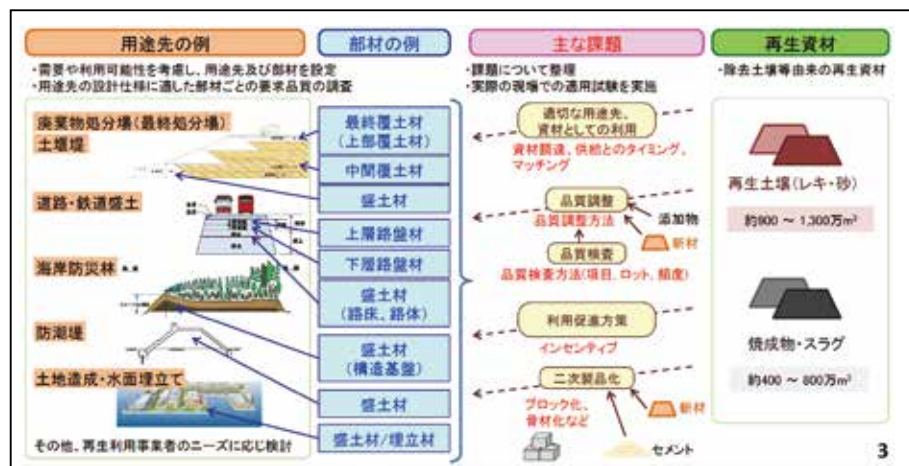 用途先の例
・需要や利用可能性を考慮し、用途先及び部材を設定
・用途先の設計仕様に適した部材ごとの要求品質の調査
廃棄物処分場(最終処分場)
土堰堤
道路・鉄道盛土
海岸防災林
防潮堤
土地造成・水面埋立て
その他、再生利用事業者のニーズに応じ検討
部材の例
最終覆土材
(上部覆土材)
中間覆土材
盛土材
上層路盤材
下層路盤材
盛土材
(路床、路体)
盛土材
(構造基盤)
盛土材
盛土材/埋立材
主な課題
・課題について整理
・実際の現場での適用試験を実施
適切な用途先、
資材としての利用
資材調達、供給とのタイミング、
マッチング
品質調整
品質調整方法
添加物
新材
品質検査
品質検査方法(項目、ロット、頻度)
利用促進方策
インセンティブ
二次製品化
ブロック化、
骨材化など
新材
セメント
再生資材
・除去土壌等由来の再生資材
再生土壌(レキ・砂)
約900 ~ 1,300万m³
焼成物・スラグ
約400 ~ 800万m³
3